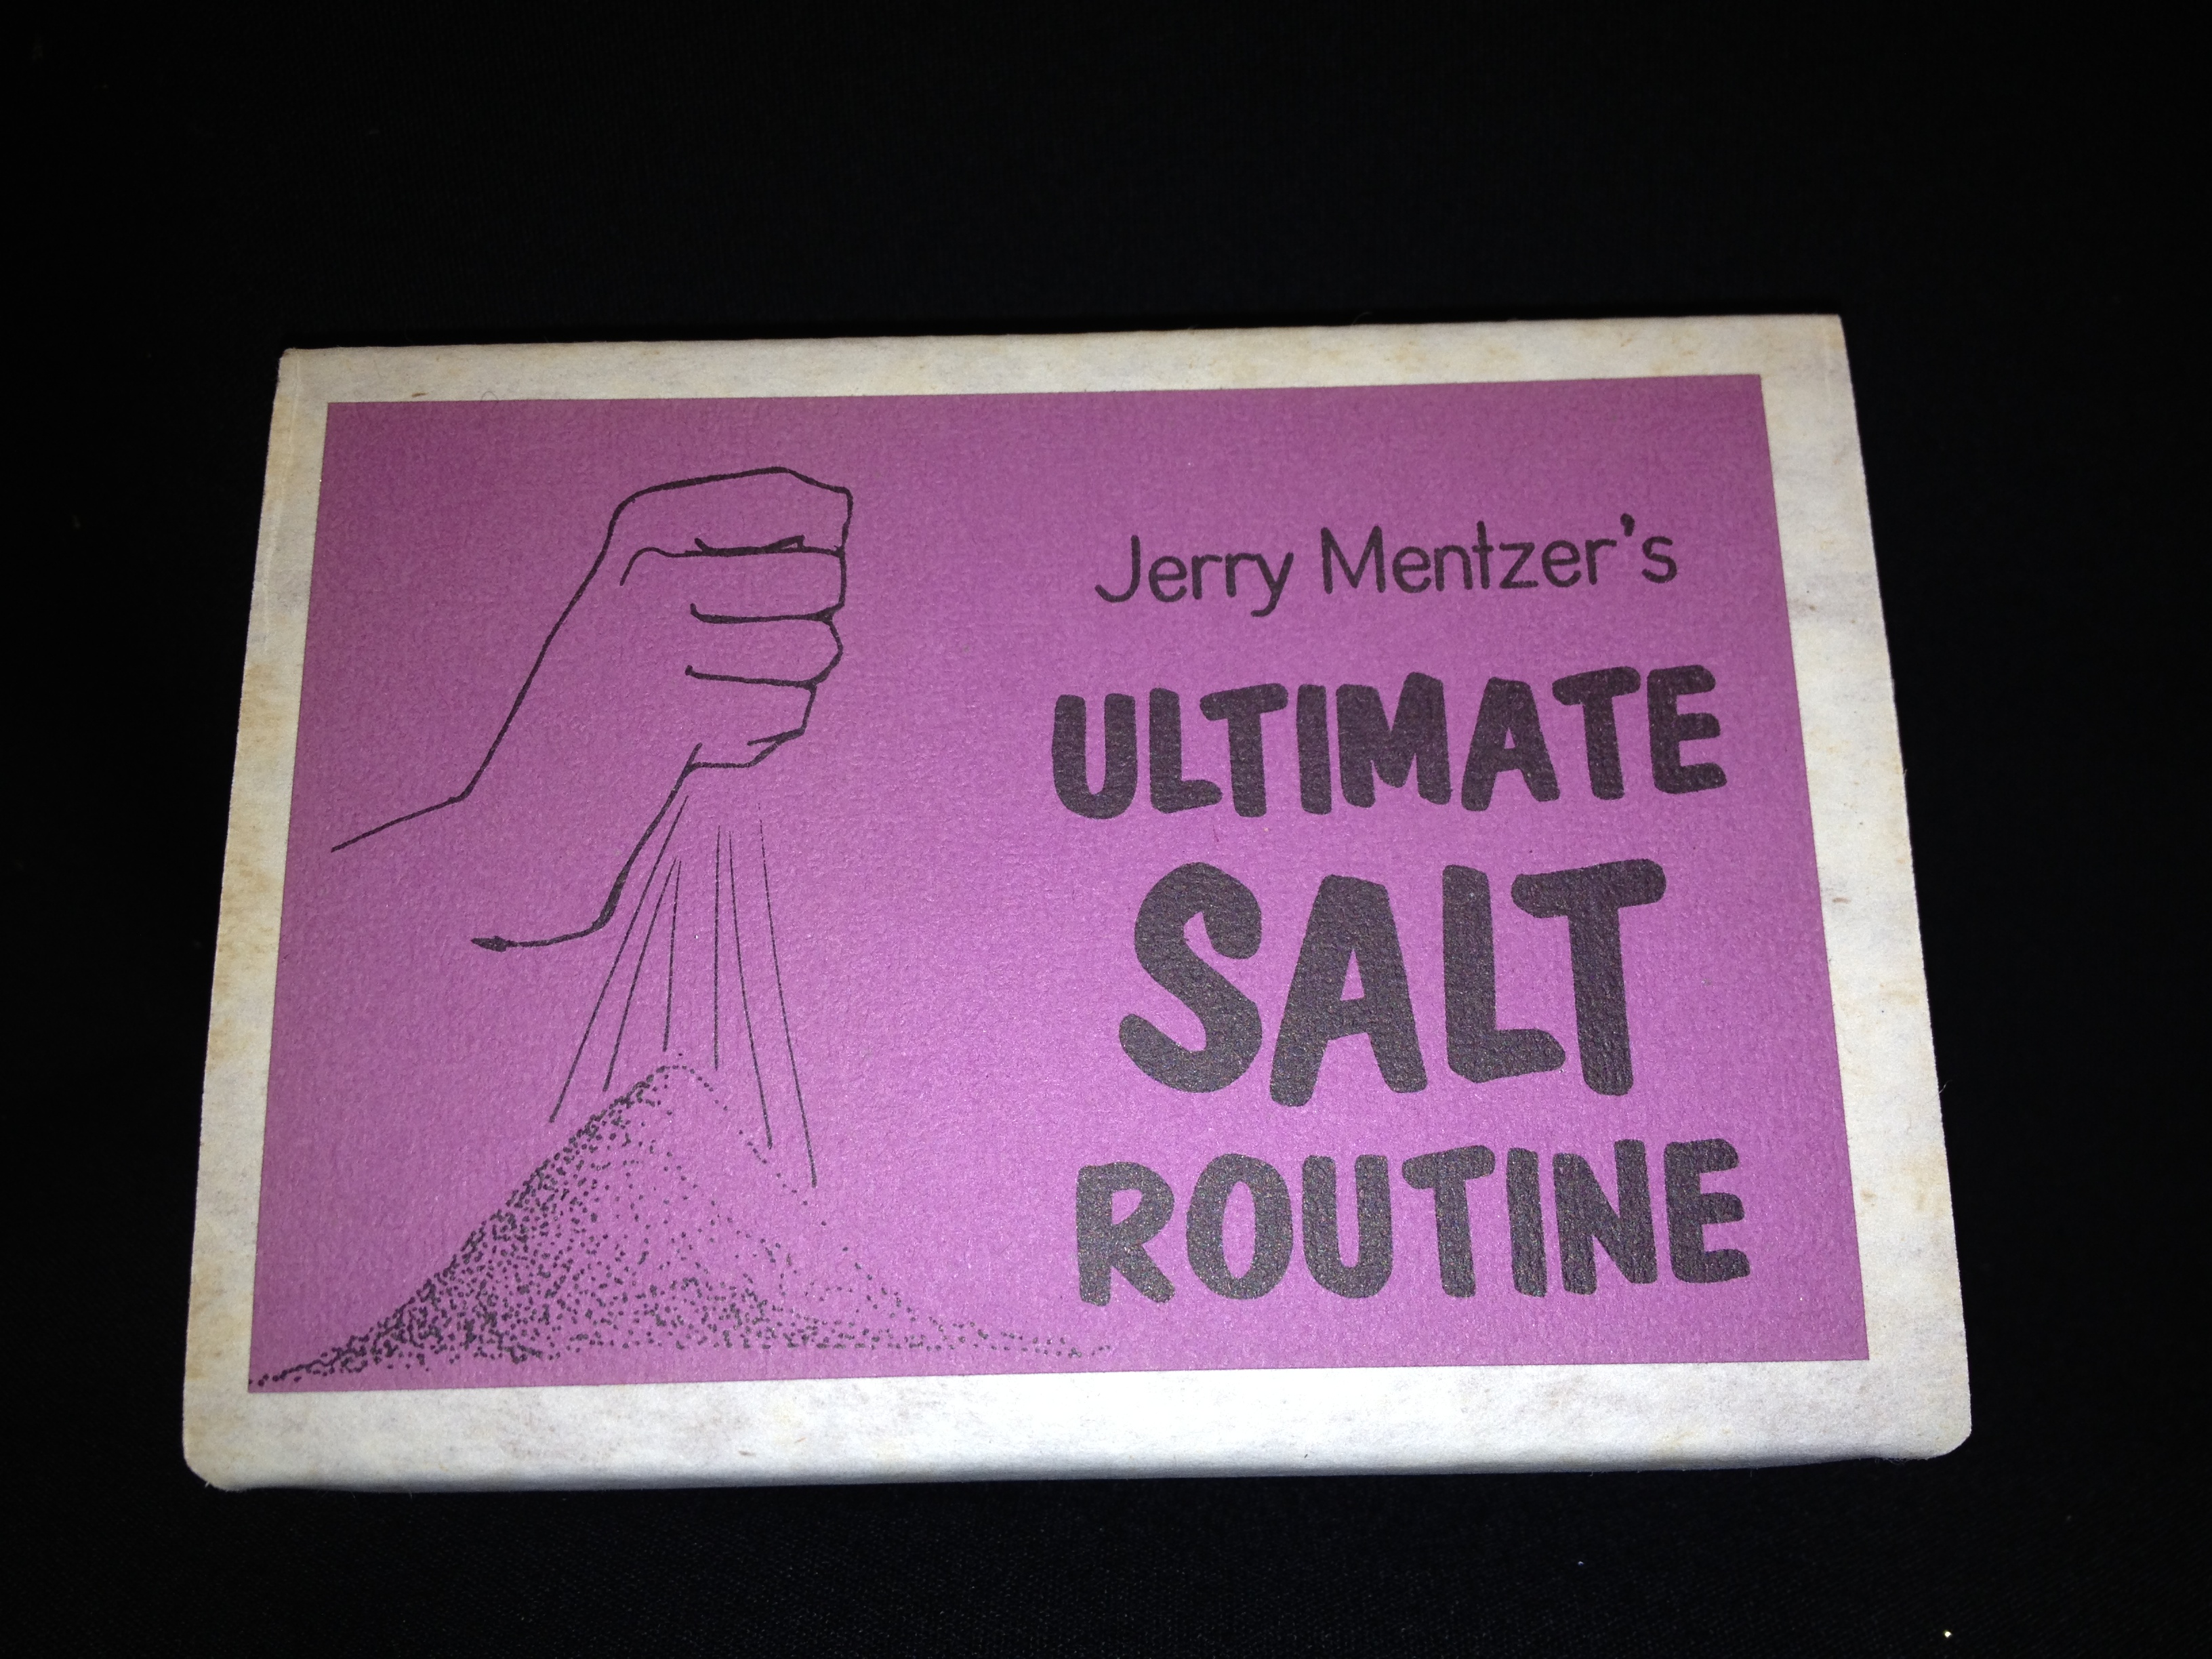 Jerry Mentzer's
ULTIMATE
SALT
ROUTINE